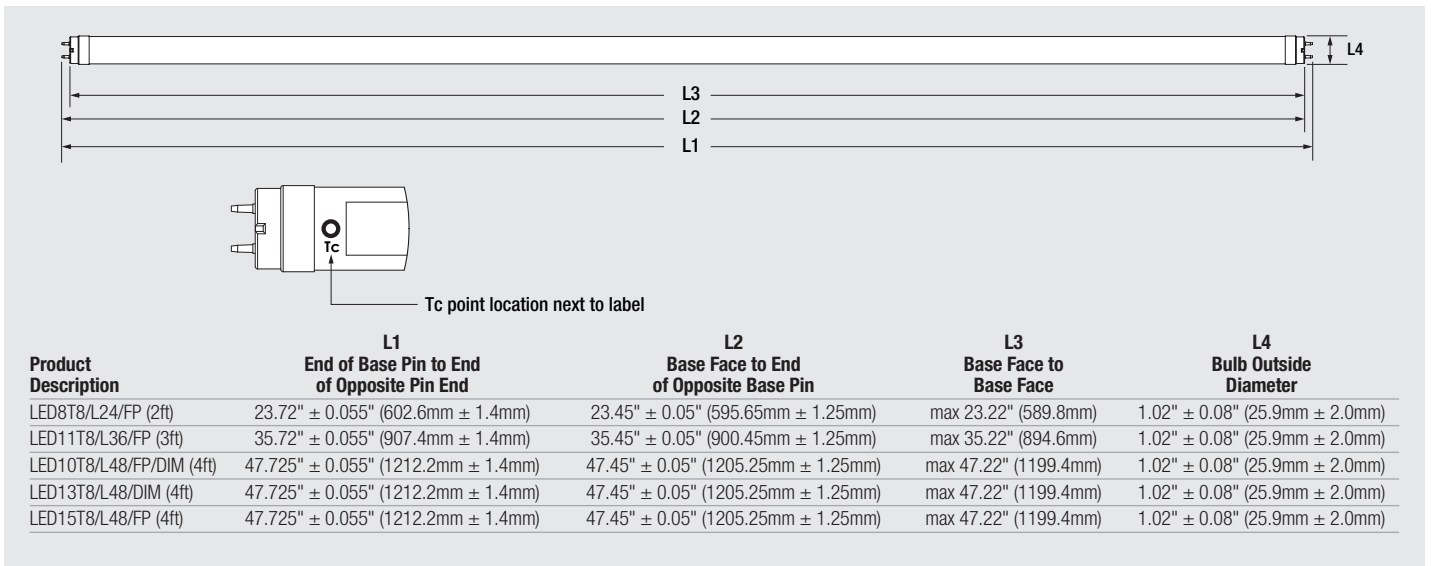 L4
L3
L2
L1
Tc
Tc point location next to label
Product Description
L1 End of Base Pin to End of Opposite Pin End
L2 Base Face to End of Opposite Base Pin
L3 Base Face to Base Face
L4 Bulb Outside Diameter
LED8T8/L24/FP (2ft) 23.72" ± 0.055" (602.6mm ± 1.4mm) 23.45" ± 0.05" (595.65mm ± 1.25mm) max 23.22" (589.8mm) 1.02" ± 0.08" (25.9mm ± 2.0mm)
LED11T8/L36/FP (3ft) 35.72" ± 0.055" (907.4mm ± 1.4mm) 35.45" ± 0.05" (900.45mm ± 1.25mm) max 35.22" (894.6mm) 1.02" ± 0.08" (25.9mm ± 2.0mm)
LED10T8/L48/FP/DIM (4ft) 47.725" ± 0.055" (1212.2mm ± 1.4mm) 47.45" ± 0.05" (1205.25mm ± 1.25mm) max 47.22" (1199.4mm) 1.02" ± 0.08" (25.9mm ± 2.0mm)
LED13T8/L48/DIM (4ft) 47.725" ± 0.055" (1212.2mm ± 1.4mm) 47.45" ± 0.05" (1205.25mm ± 1.25mm) max 47.22" (1199.4mm) 1.02" ± 0.08" (25.9mm ± 2.0mm)
LED15T8/L48/FP (4ft) 47.725" ± 0.055" (1212.2mm ± 1.4mm) 47.45" ± 0.05" (1205.25mm ± 1.25mm) max 47.22" (1199.4mm) 1.02" ± 0.08" (25.9mm ± 2.0mm)